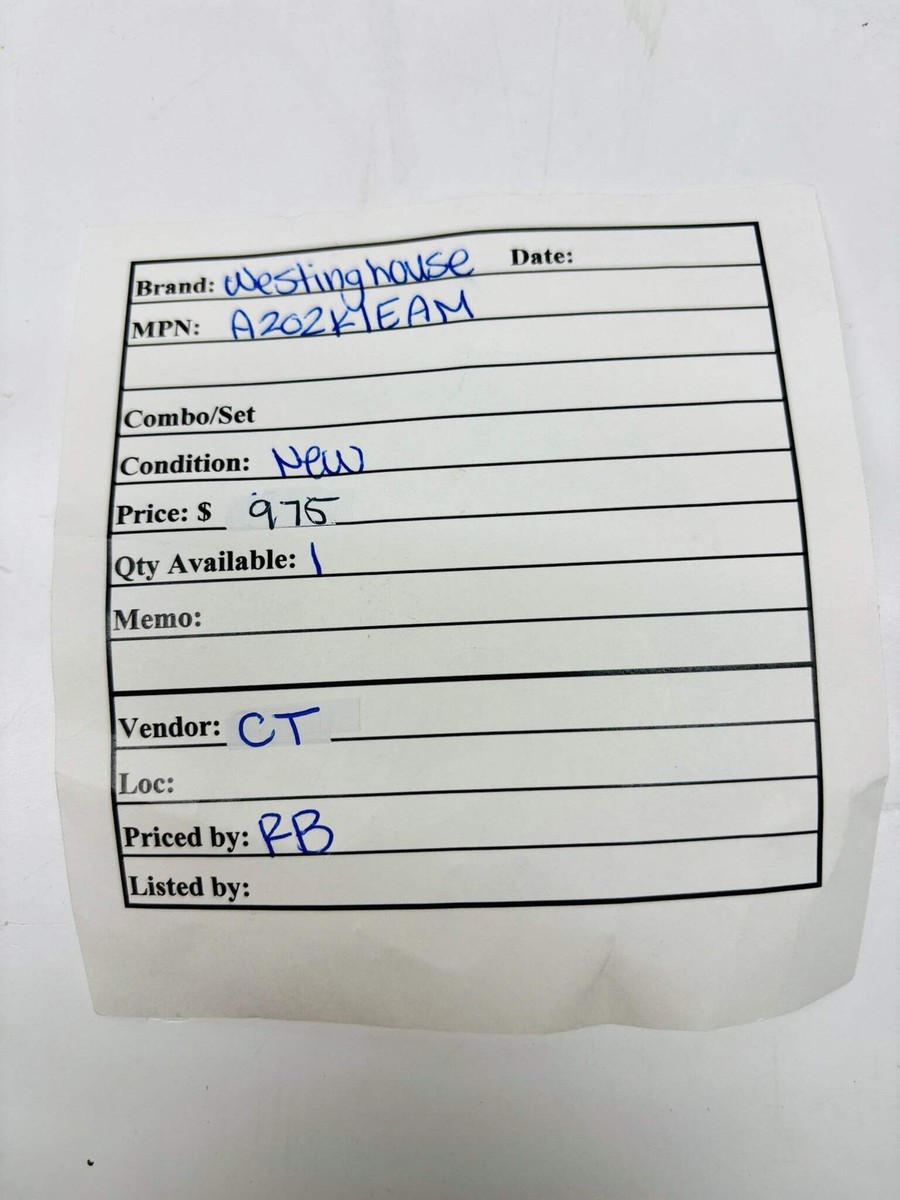 Brand: Westinghouse Date:
MPN: A202K1EAM
Combo/Set
Condition: New
Price: $ 975
Qty Available: 1
Memo:
Vendor: CT
Loc:
Priced by: RB
Listed by: